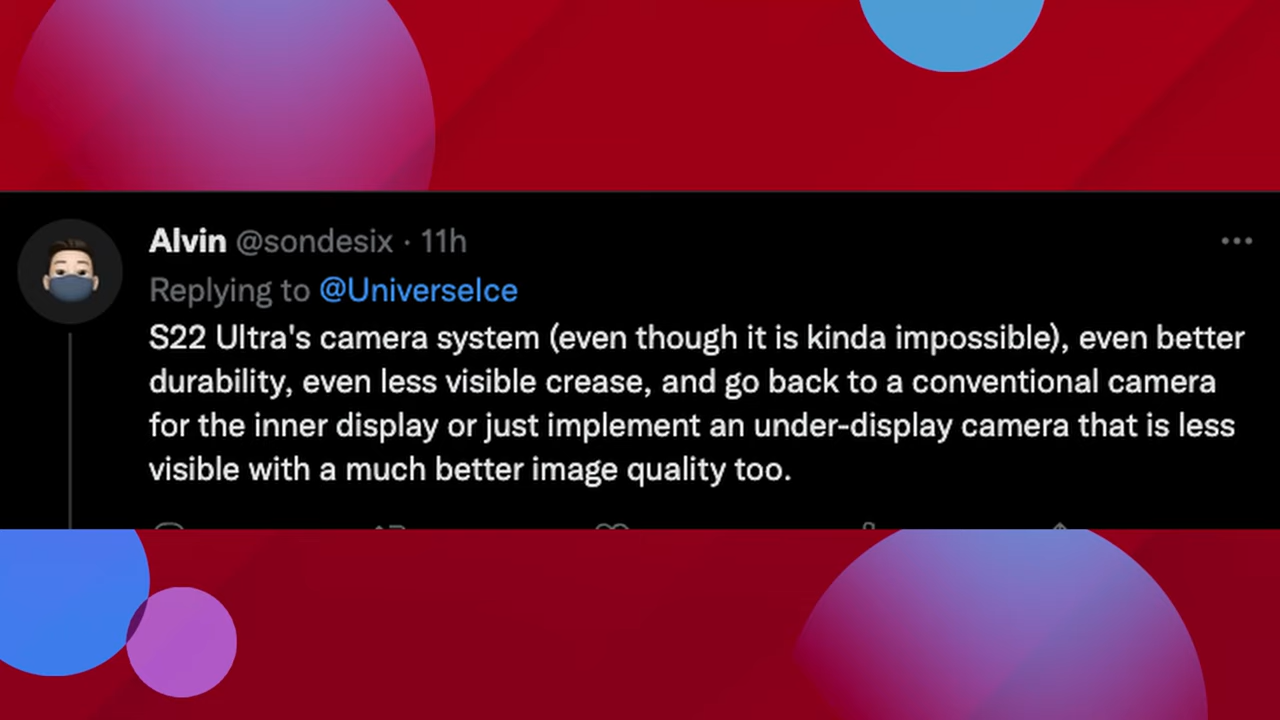 Alvin @sondesix · 11h
Replying to @UniverseIce
S22 Ultra's camera system (even though it is kinda impossible), even better
durability, even less visible crease, and go back to a conventional camera
for the inner display or just implement an under-display camera that is less
visible with a much better image quality too.